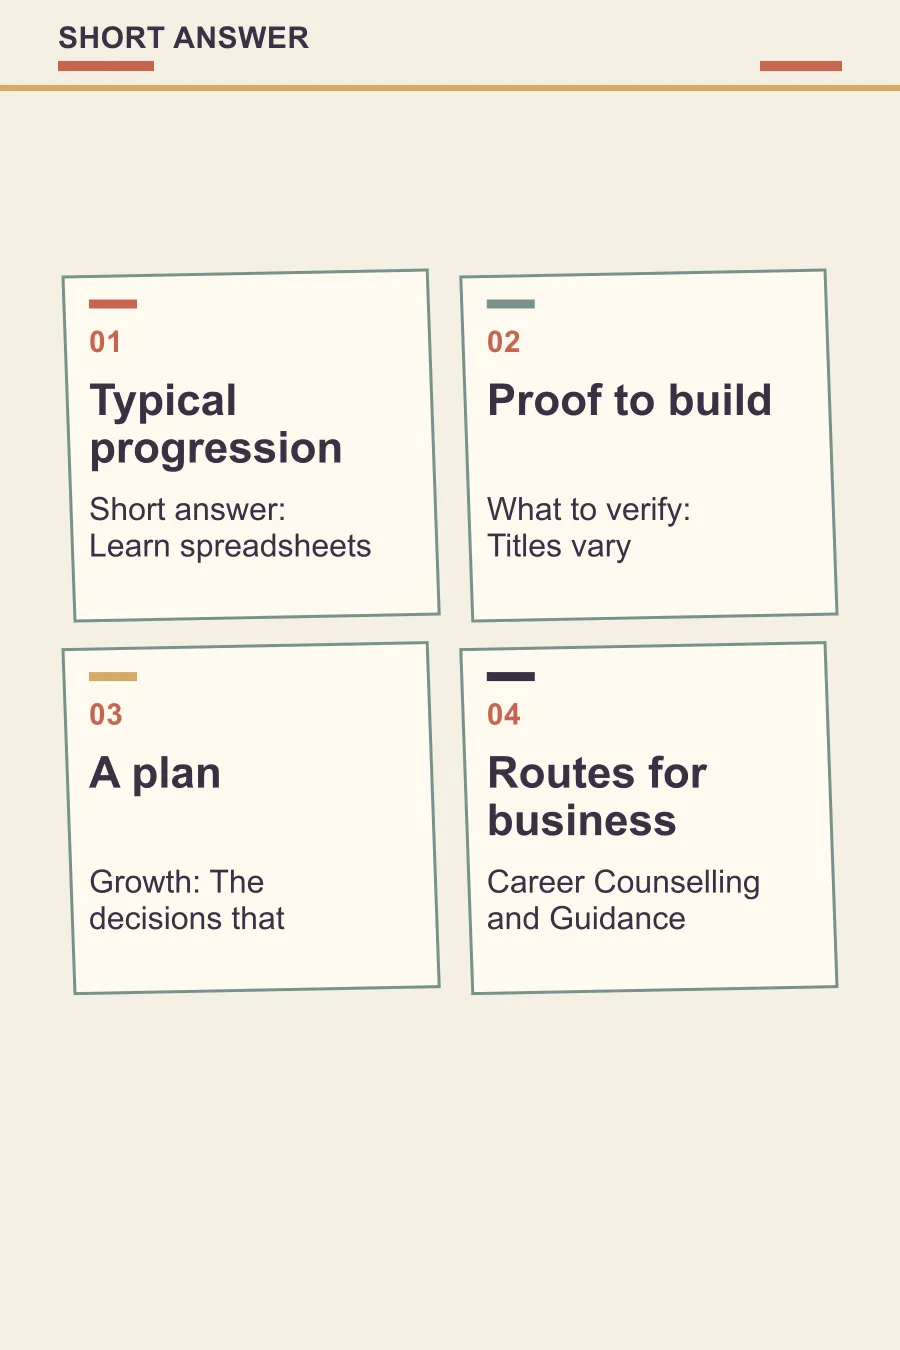 SHORT ANSWER
01
Typical
progression
Short answer:
Learn spreadsheets
02
Proof to build
What to verify:
Titles vary
03
A plan
Growth: The
decisions that
04
Routes for
business
Career Counselling
and Guidance